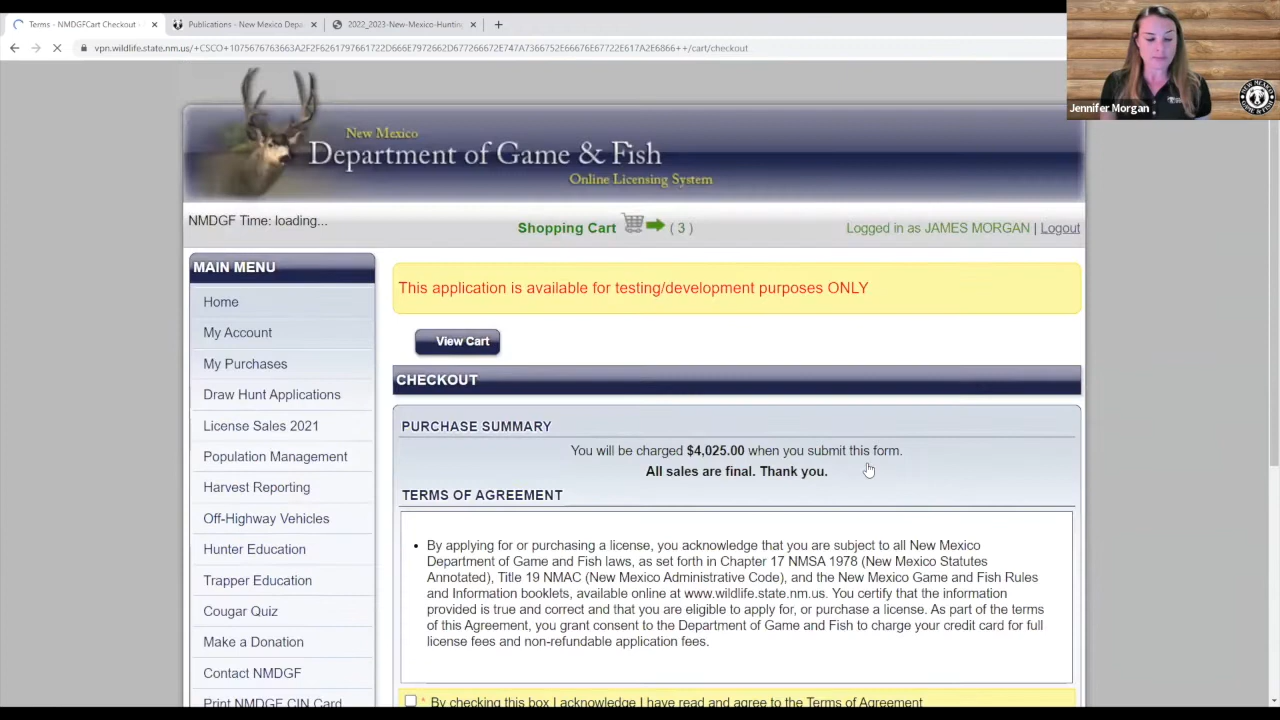 Terms - NMDGFCart Checkout -
Publications - New Mexico Depa
2022_2023-New-Mexico-Hunting
vpn.wildlife.state.nm.us/+CSCO+1075676763663A2F2F6261797661722D666E7972662D677266672E747A7366752E66676E67722E617A2E6866++/cart/checkout
Jennifer Morgan
New Mexico
Department of Game & Fish
Online Licensing System
NMDGF Time: loading...
Shopping Cart ( 3 )
Logged in as JAMES MORGAN | Logout
MAIN MENU
Home
My Account
My Purchases
Draw Hunt Applications
License Sales 2021
Population Management
Harvest Reporting
Off-Highway Vehicles
Hunter Education
Trapper Education
Cougar Quiz
Make a Donation
Contact NMDGF
Print NMDGF CIN Card
This application is available for testing/development purposes ONLY
View Cart
CHECKOUT
PURCHASE SUMMARY
You will be charged $4,025.00 when you submit this form.
All sales are final. Thank you.
TERMS OF AGREEMENT
• By applying for or purchasing a license, you acknowledge that you are subject to all New Mexico
Department of Game and Fish laws, as set forth in Chapter 17 NMSA 1978 (New Mexico Statutes
Annotated), Title 19 NMAC (New Mexico Administrative Code), and the New Mexico Game and Fish Rules
and Information booklets, available online at www.wildlife.state.nm.us. You certify that the information
provided is true and correct and that you are eligible to apply for, or purchase a license. As part of the terms
of this Agreement, you grant consent to the Department of Game and Fish to charge your credit card for full
license fees and non-refundable application fees.
* By checking this box I acknowledge I have read and agree to the Terms of Agreement